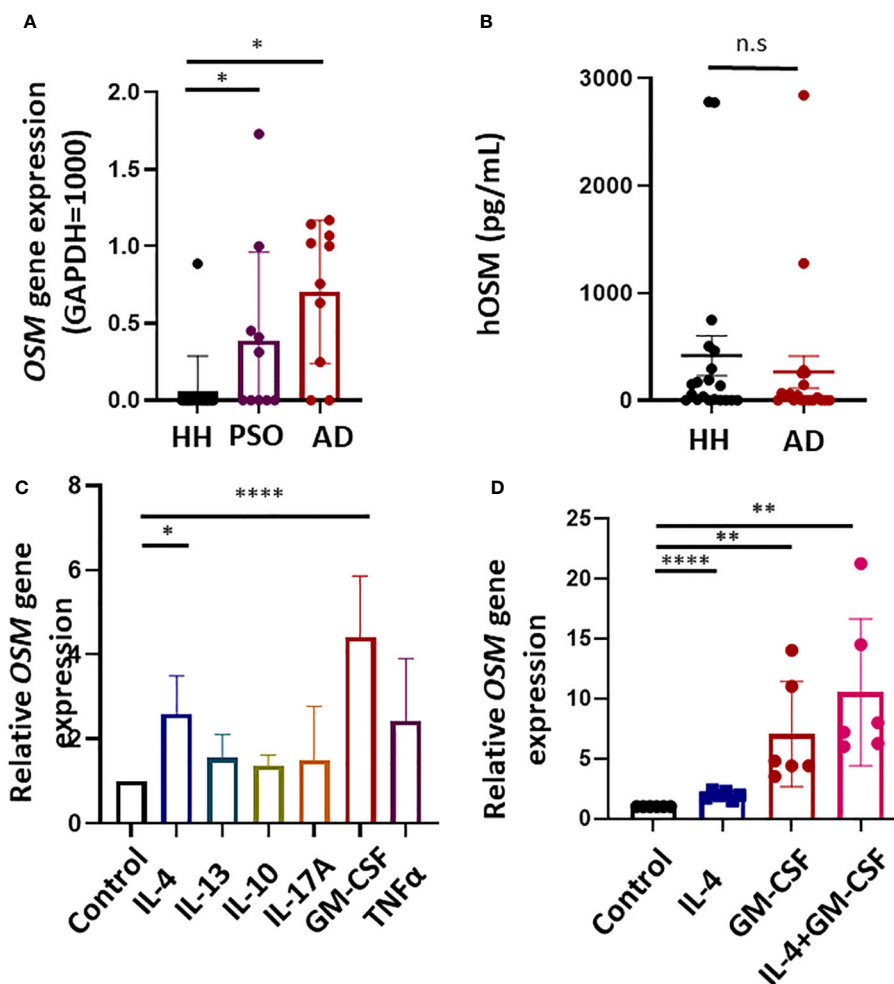 A
*
*
OSM gene expression
(GAPDH=1000)
2.0
1.5
1.0
0.5
0.0
HH PSO AD
B
n.s
hOSM (pg/mL)
3000
2000
1000
0
HH AD
C
****
*
Relative OSM gene
expression
8
6
4
2
0
Control
IL-4
IL-13
IL-10
IL-17A
GM-CSF
TNFα
D
**
**
****
Relative OSM gene
expression
25
20
15
10
5
0
Control
IL-4
GM-CSF
IL-4+GM-CSF